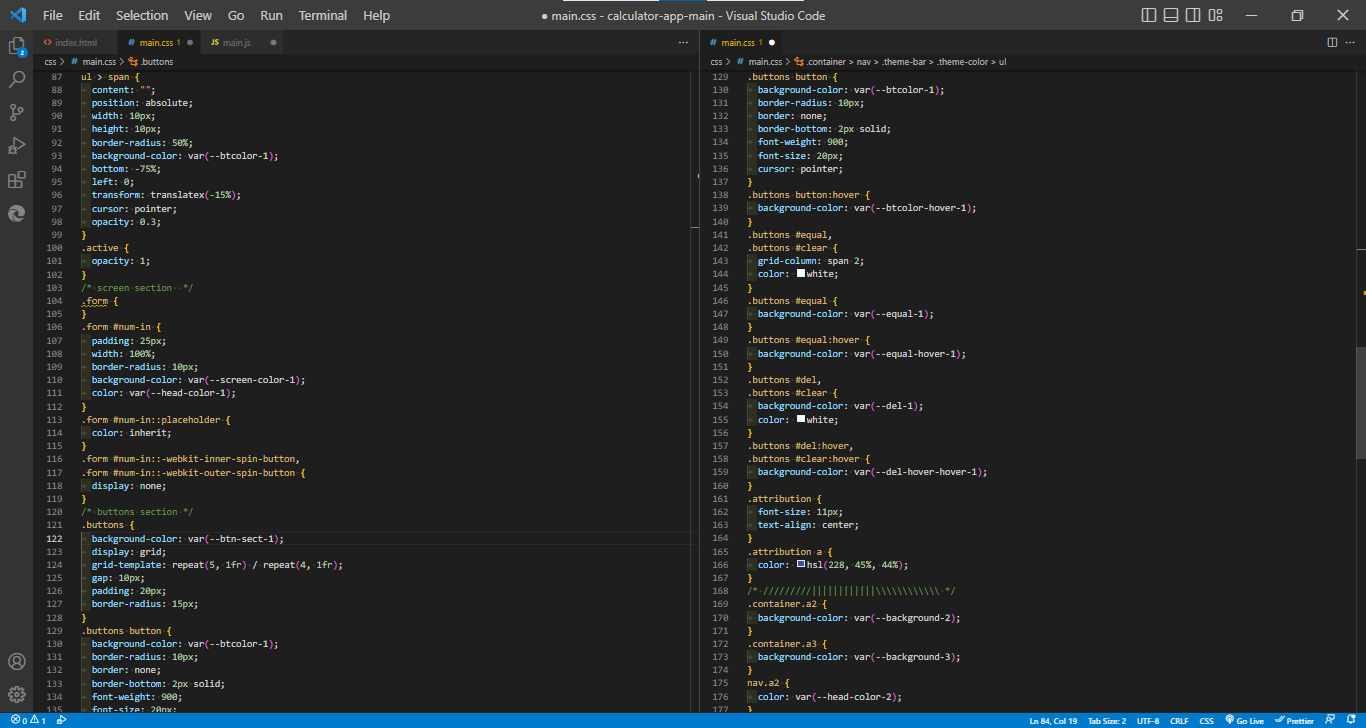 File Edit Selection View Go Run Terminal Help
● main.css - calculator-app-main - Visual Studio Code
index.html
# main.css 1 ●
JS main.js ●
css > # main.css > .buttons
2
87 ul > span {
88 content: "";
89 position: absolute;
90 width: 10px;
91 height: 10px;
92 border-radius: 50%;
93 background-color: var(--btcolor-1);
94 bottom: -75%;
95 left: 0;
96 transform: translatex(-15%);
97 cursor: pointer;
98 opacity: 0.3;
99 }
100 .active {
101 opacity: 1;
102 }
103 /* screen section  */
104 .form {
105 }
106 .form #num-in {
107 padding: 25px;
108 width: 100%;
109 border-radius: 10px;
110 background-color: var(--screen-color-1);
111 color: var(--head-color-1);
112 }
113 .form #num-in::placeholder {
114 color: inherit;
115 }
116 .form #num-in::-webkit-inner-spin-button,
117 .form #num-in::-webkit-outer-spin-button {
118 display: none;
119 }
120 /* buttons section */
121 .buttons {
122 background-color: var(--btn-sect-1);
123 display: grid;
124 grid-template: repeat(5, 1fr) / repeat(4, 1fr);
125 gap: 10px;
126 padding: 20px;
127 border-radius: 15px;
128 }
129 .buttons button {
130 background-color: var(--btcolor-1);
131 border-radius: 10px;
132 border: none;
133 border-bottom: 2px solid;
134 font-weight: 900;
135 font-size: 20px;
# main.css 1 ●
css > # main.css > .container > nav > .theme-bar > .theme-color > ul
129 .buttons button {
130 background-color: var(--btcolor-1);
131 border-radius: 10px;
132 border: none;
133 border-bottom: 2px solid;
134 font-weight: 900;
135 font-size: 20px;
136 cursor: pointer;
137 }
138 .buttons button:hover {
139 background-color: var(--btcolor-hover-1);
140 }
141 .buttons #equal,
142 .buttons #clear {
143 grid-column: span 2;
144 color: white;
145 }
146 .buttons #equal {
147 background-color: var(--equal-1);
148 }
149 .buttons #equal:hover {
150 background-color: var(--equal-hover-1);
151 }
152 .buttons #del,
153 .buttons #clear {
154 background-color: var(--del-1);
155 color: white;
156 }
157 .buttons #del:hover,
158 .buttons #clear:hover {
159 background-color: var(--del-hover-hover-1);
160 }
161 .attribution {
162 font-size: 11px;
163 text-align: center;
164 }
165 .attribution a {
166 color: hsl(228, 45%, 44%);
167 }
168 /* /////////||||||||||||\\\\\\\\\\\\ */
169 .container.a2 {
170 background-color: var(--background-2);
171 }
172 .container.a3 {
173 background-color: var(--background-3);
174 }
175 nav.a2 {
176 color: var(--head-color-2);
177 }
0 1
Ln 84, Col 19 Tab Size: 2 UTF-8 CRLF CSS Go Live Prettier